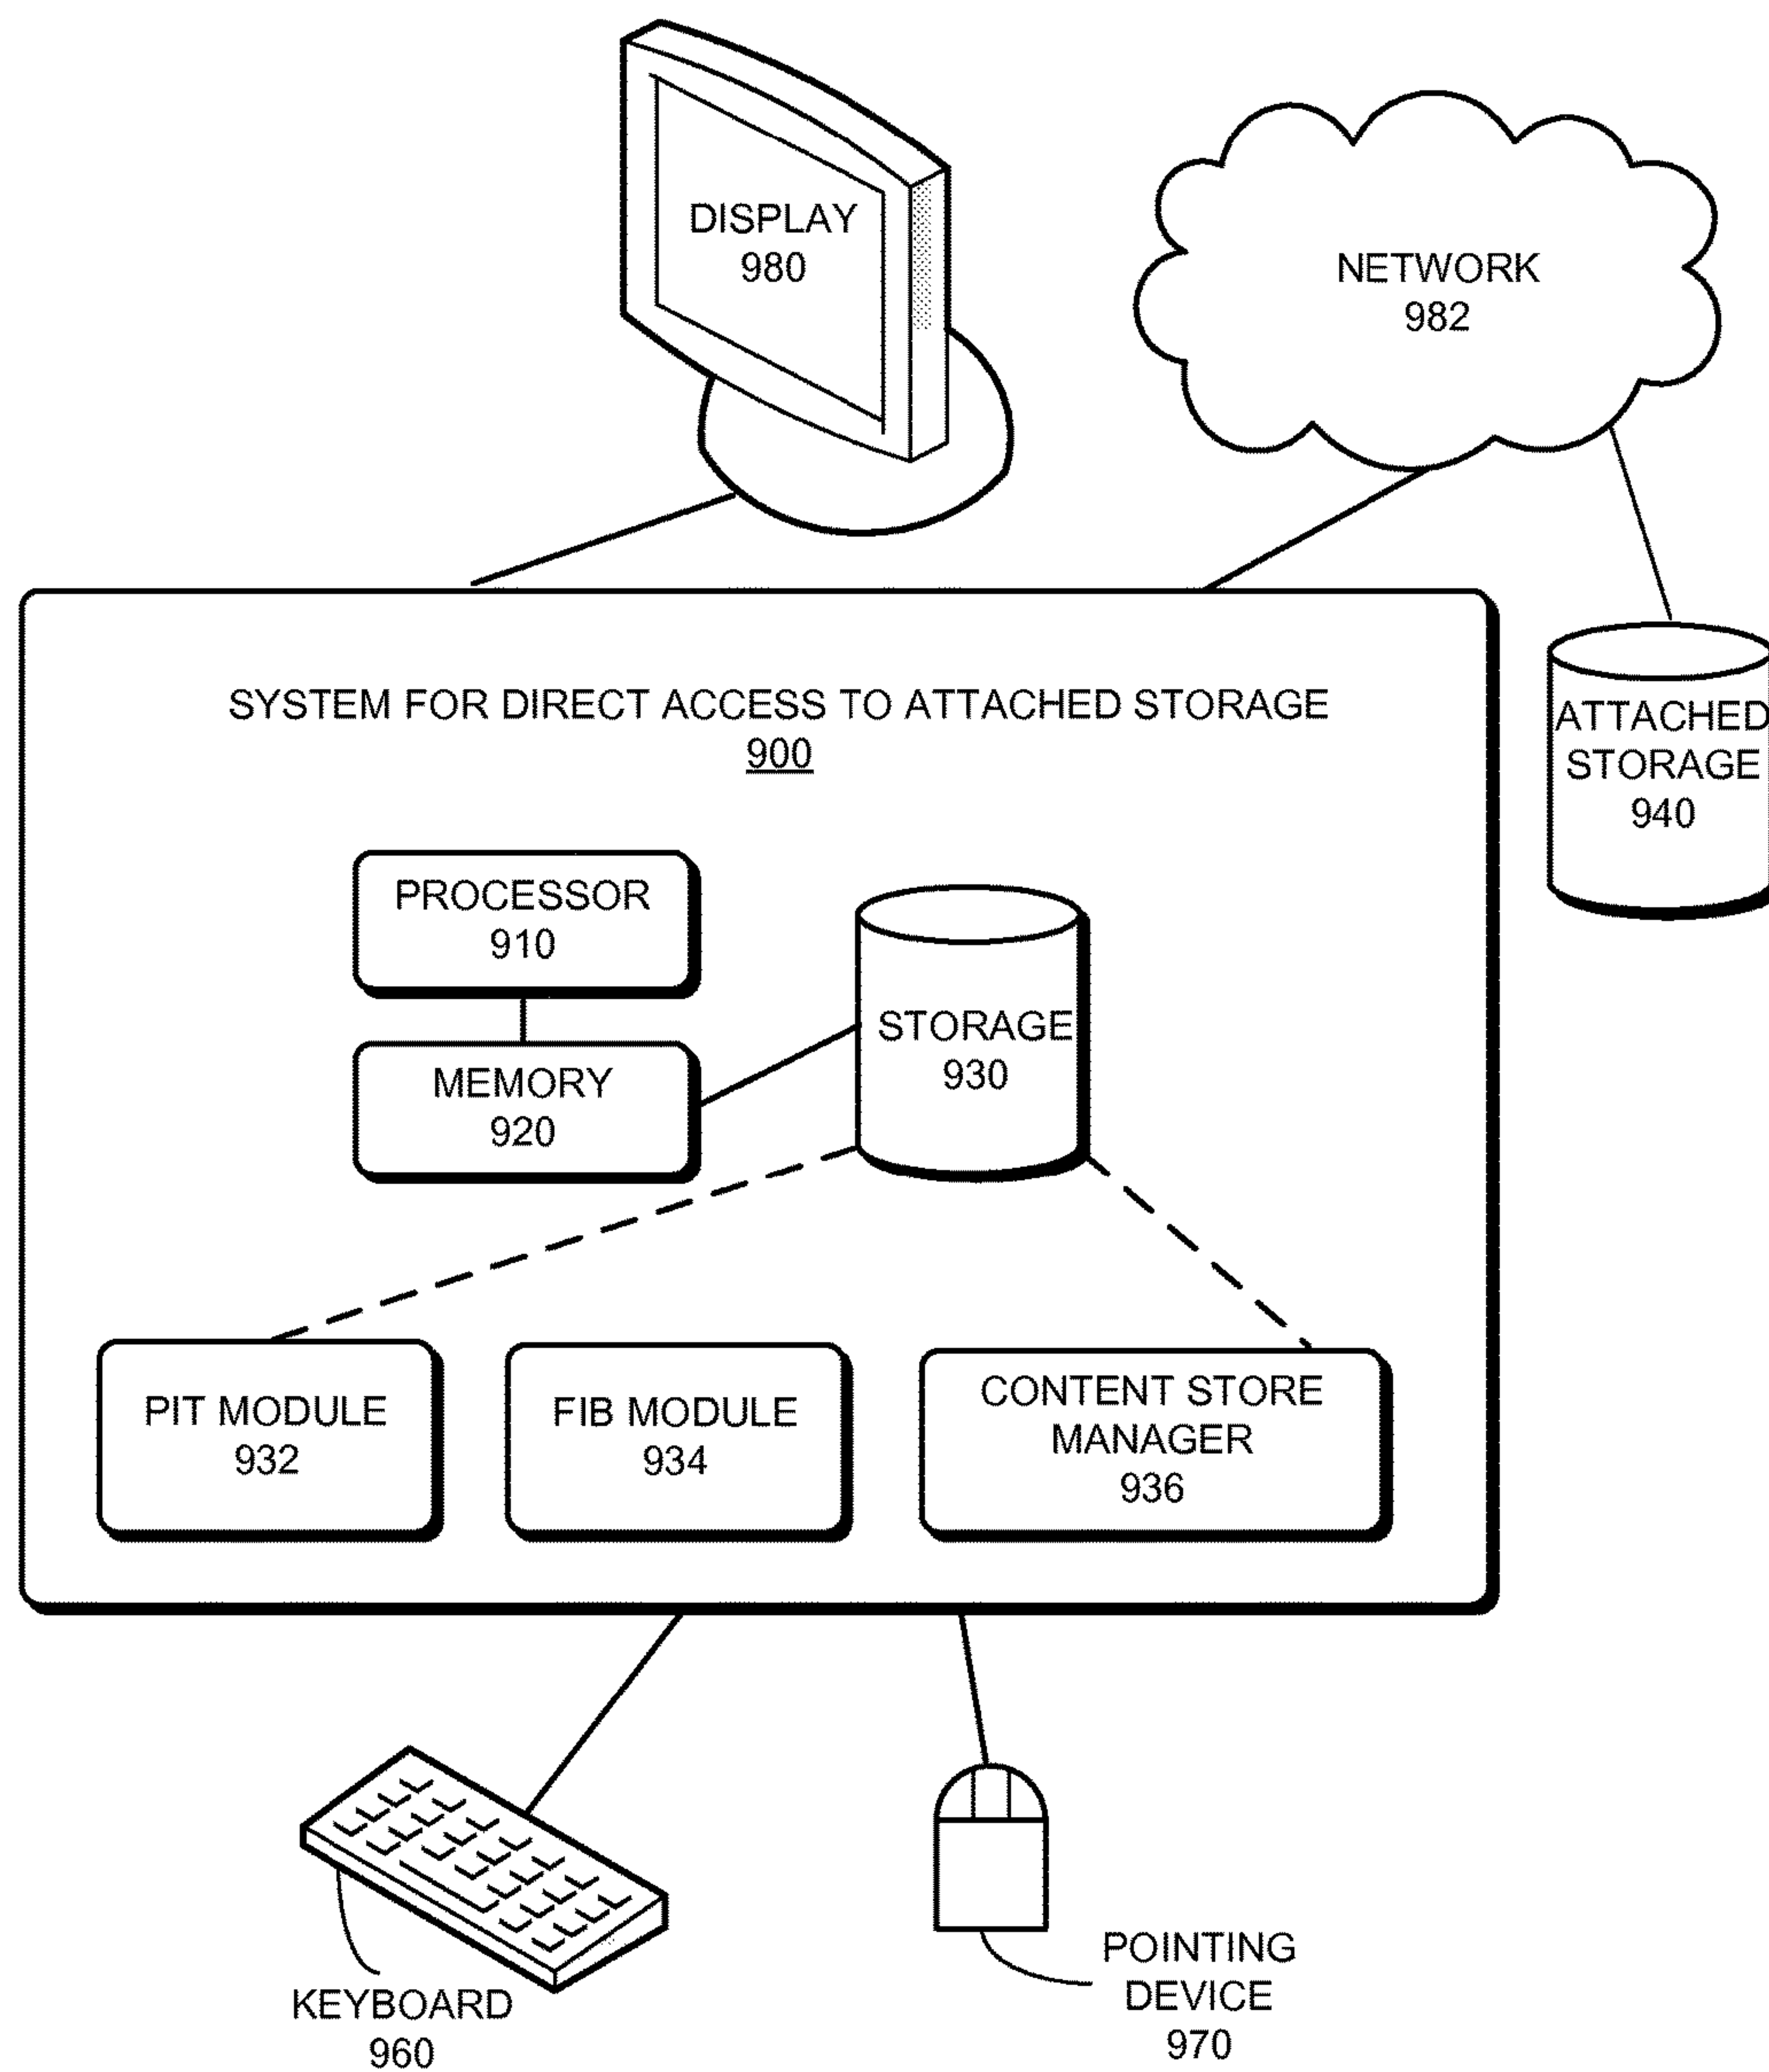 DISPLAY
980
NETWORK
982
SYSTEM FOR DIRECT ACCESS TO ATTACHED STORAGE
900
ATTACHED
STORAGE
940
PROCESSOR
910
MEMORY
920
STORAGE
930
PIT MODULE
932
FIB MODULE
934
CONTENT STORE
MANAGER
936
KEYBOARD
960
POINTING
DEVICE
970